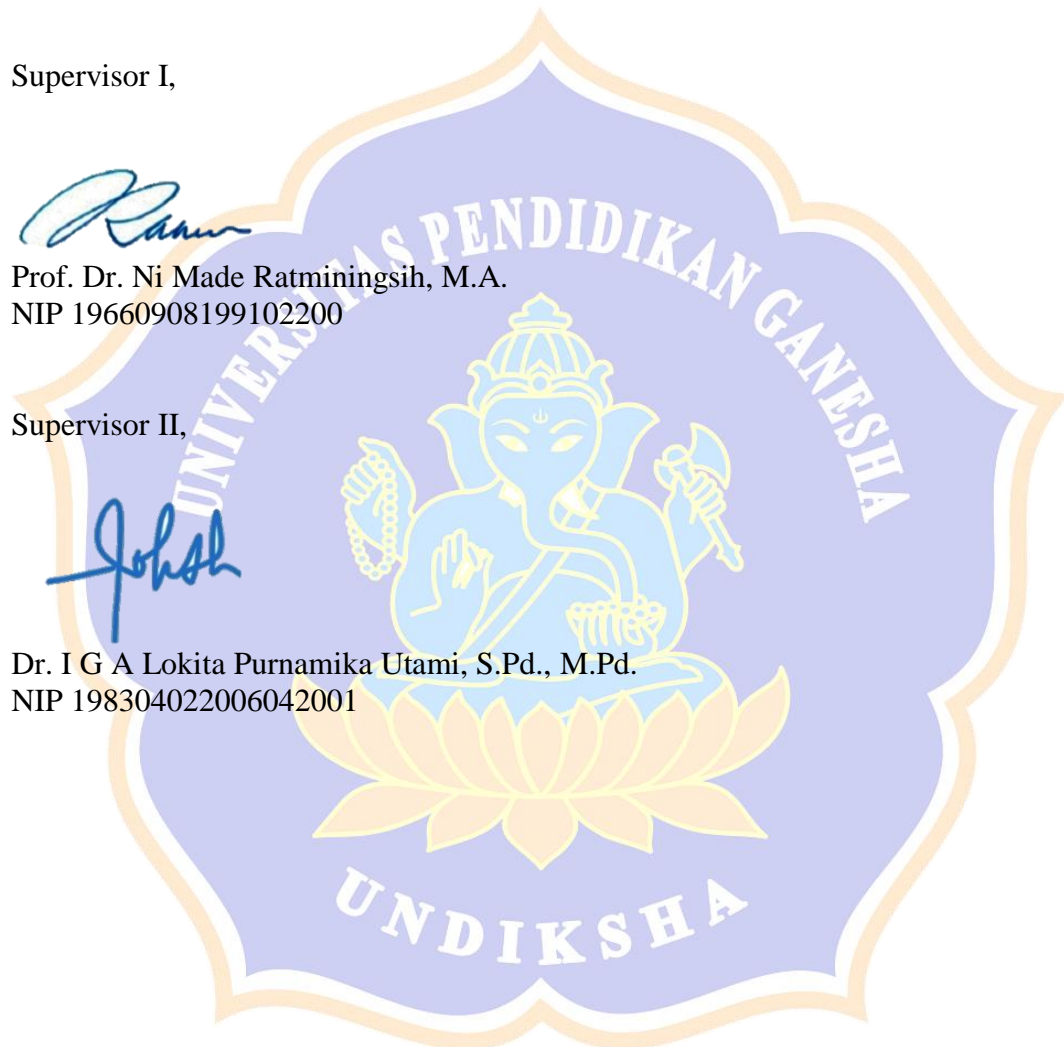 Supervisor I,
Prof. Dr. Ni Made Ratminingsih, M.A.
NIP 19660908199102200
Supervisor II,
Dr. I G A Lokita Purnamika Utami, S.Pd., M.Pd.
NIP 198304022006042001
UNIVERSITAS PENDIDIKAN GANESHA
UNDIKSHA